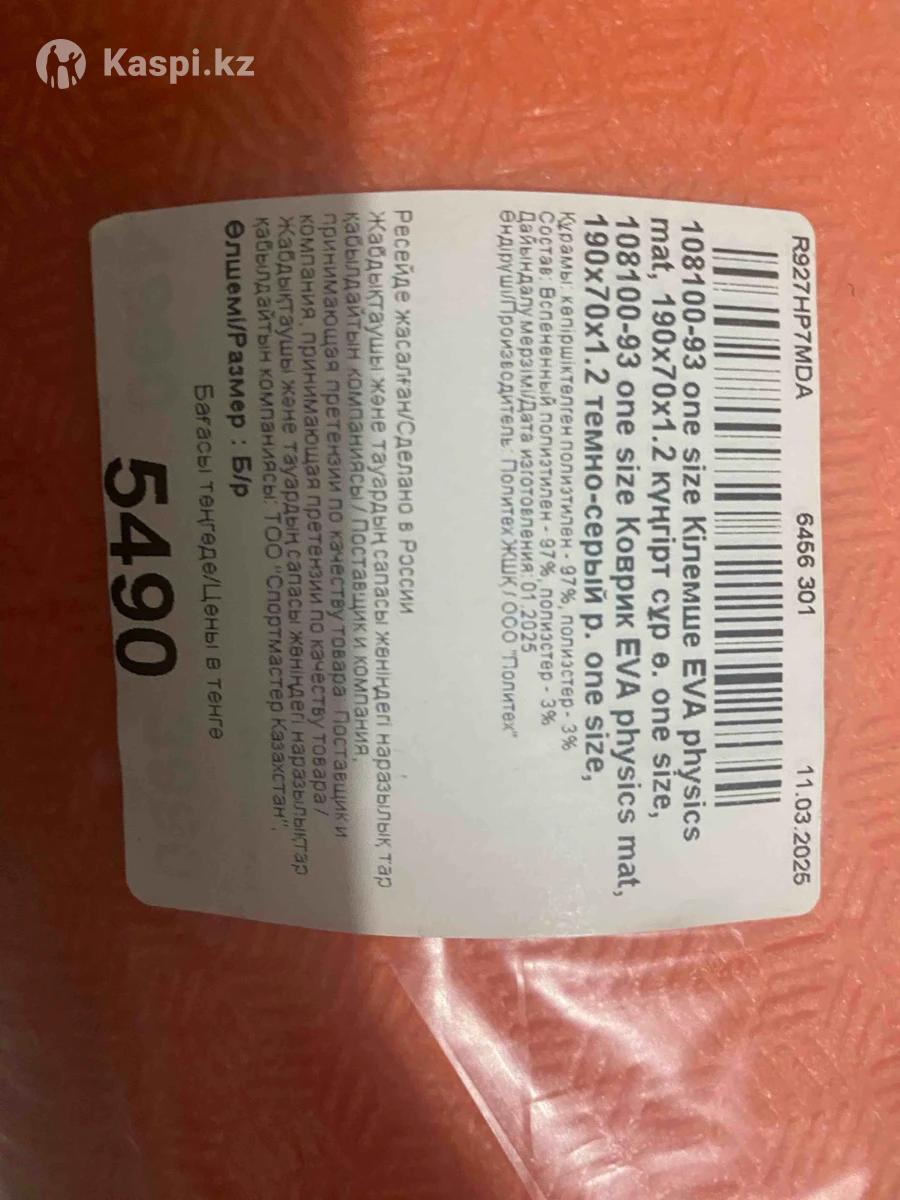 Kaspi.kz
R927HP7MDA 6456 301 11.03.2025
108100-93 one size Кілемше EVA physics
mat, 190х70х1.2 күңгірт сұр ө. one size,
108100-93 one size Коврик EVA physics mat,
190х70х1.2 темно-серый р. one size,
Құрамы: көпіршіктелген полиэтилен - 97%, полиэстер - 3%
Состав: Вспененный полиэтилен - 97%, полиэстер - 3%
Дайындалу мерзімі/Дата изготовления: 01.2025
Өндіруші/Производитель: Политех ЖШҚ / ООО "Политех"
Ресейде жасалған/Сделано в России
Жабдықтаушы және тауардың сапасы жөніндегі наразылық тар
қабылдайтын компаниясы / Поставщик и компания,
принимающая претензии по качеству товара: Поставщик и
компания, принимающая претензии по качеству товара /
Жабдықтаушы және тауардың сапасы жөніндегі наразылықтар
қабылдайтын компаниясы: ТОО "Спортмастер Казахстан",
Өлшемі/Размер : Б/р
Бағасы теңгеде/Цены в тенге
5490